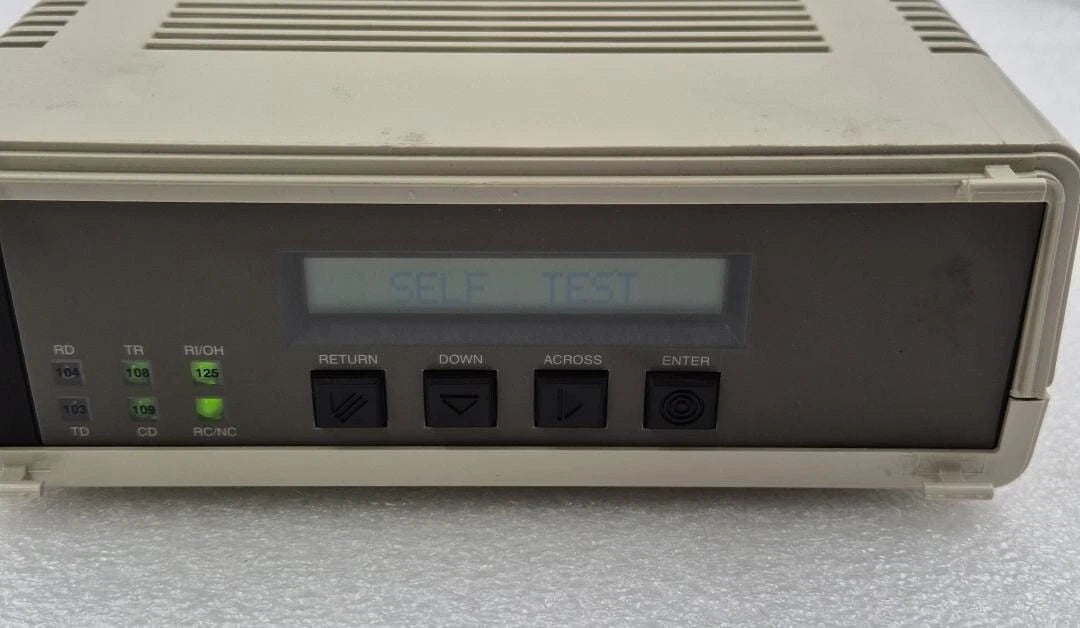 SELF TEST
RD TR RI/OH
104 108 125
103 109
TD CD RC/NC
RETURN DOWN ACROSS ENTER